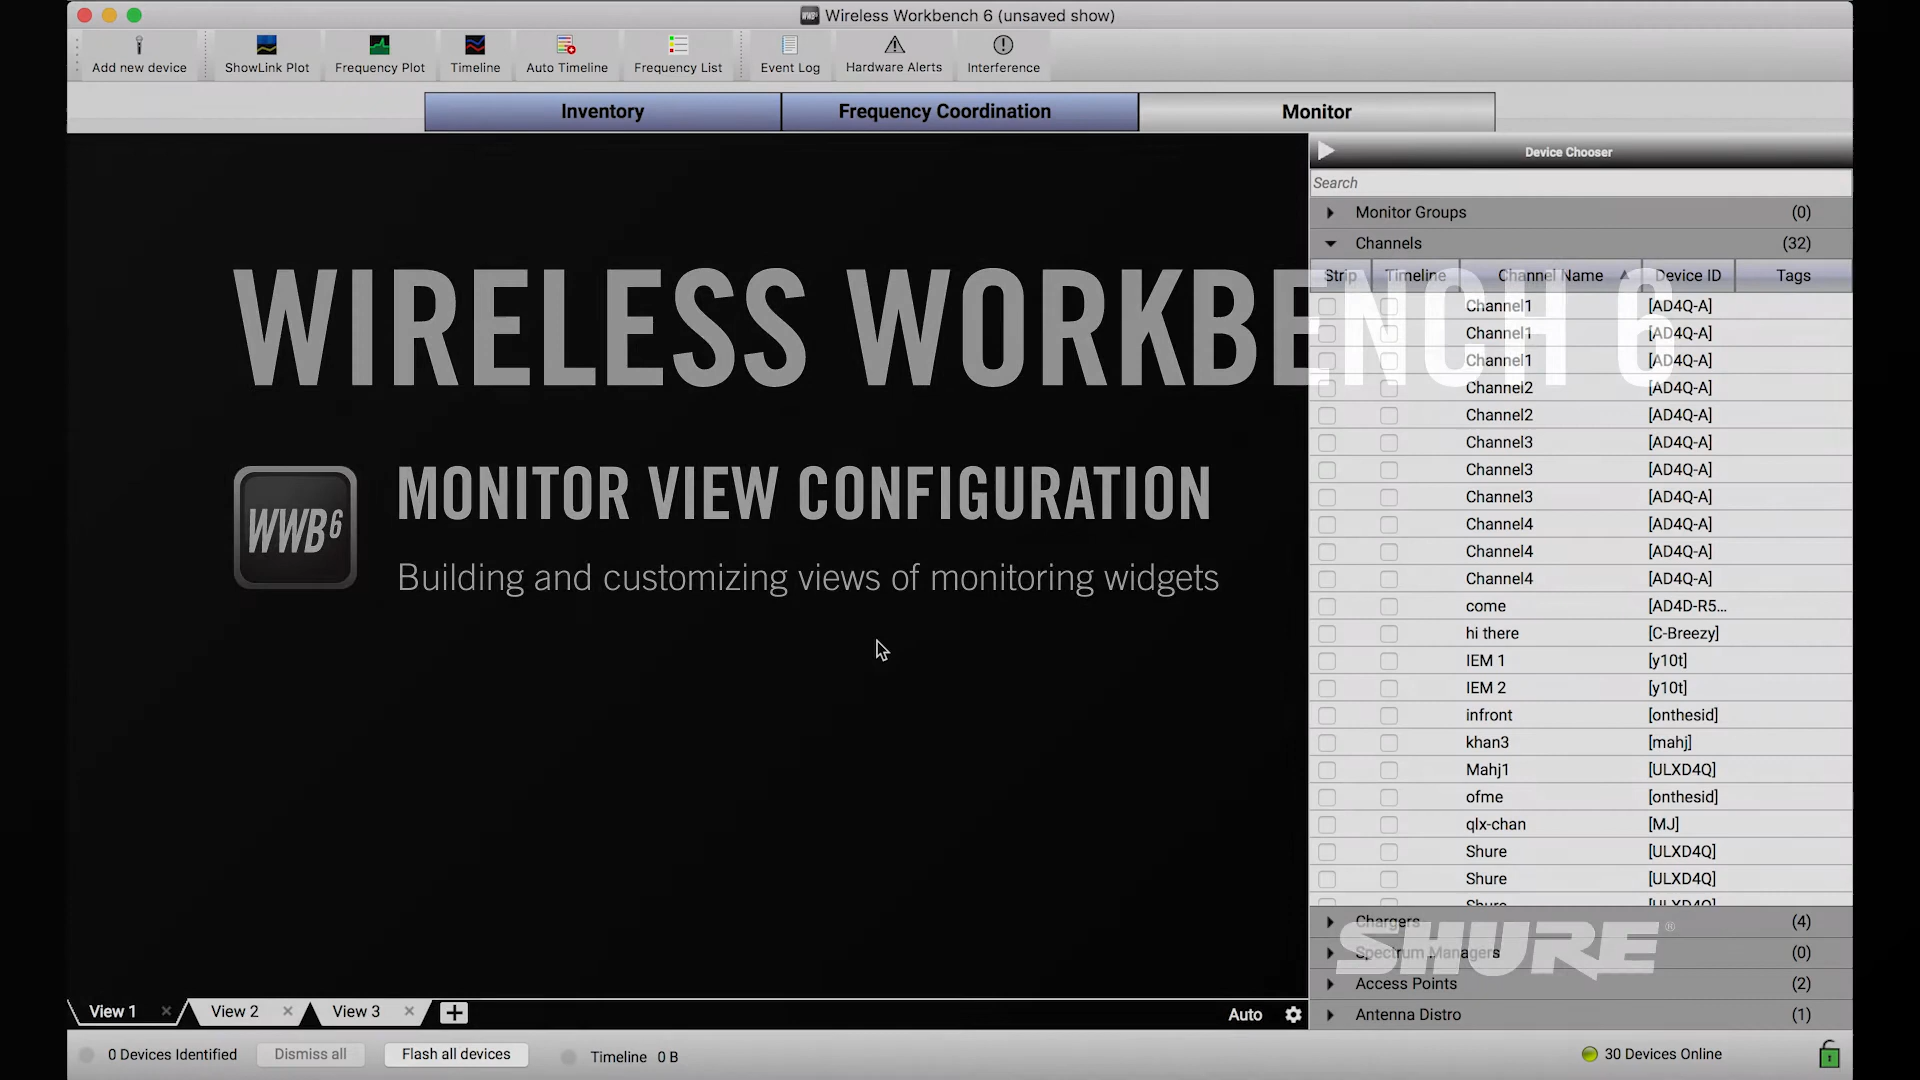 Wireless Workbench 6 (unsaved show)
Add new device
ShowLink Plot
Frequency Plot
Timeline
Auto Timeline
Frequency List
Event Log
Hardware Alerts
Interference
Inventory
Frequency Coordination
Monitor
Device Chooser
Search
Monitor Groups (0)
Channels (32)
Strip Timeline Channel Name Device ID Tags
WIRELESS WORKBENCH 6
Channel1 [AD4Q-A]
Channel1 [AD4Q-A]
Channel1 [AD4Q-A]
Channel2 [AD4Q-A]
Channel2 [AD4Q-A]
Channel3 [AD4Q-A]
Channel3 [AD4Q-A]
Channel3 [AD4Q-A]
Channel4 [AD4Q-A]
Channel4 [AD4Q-A]
Channel4 [AD4Q-A]
come [AD4D-R5...
hi there [C-Breezy]
IEM 1 [y10t]
IEM 2 [y10t]
infront [onthesid]
khan3 [mahj]
Mahj1 [ULXD4Q]
ofme [onthesid]
qlx-chan [MJ]
Shure [ULXD4Q]
Shure [ULXD4Q]
Shure [ULXD4Q]
WWB6
MONITOR VIEW CONFIGURATION
Building and customizing views of monitoring widgets
Chargers (4)
Spectrum Managers (0)
SHURE®
Access Points (2)
Antenna Distro (1)
View 1
View 2
View 3
Auto
0 Devices Identified
Dismiss all
Flash all devices
Timeline 0 B
30 Devices Online